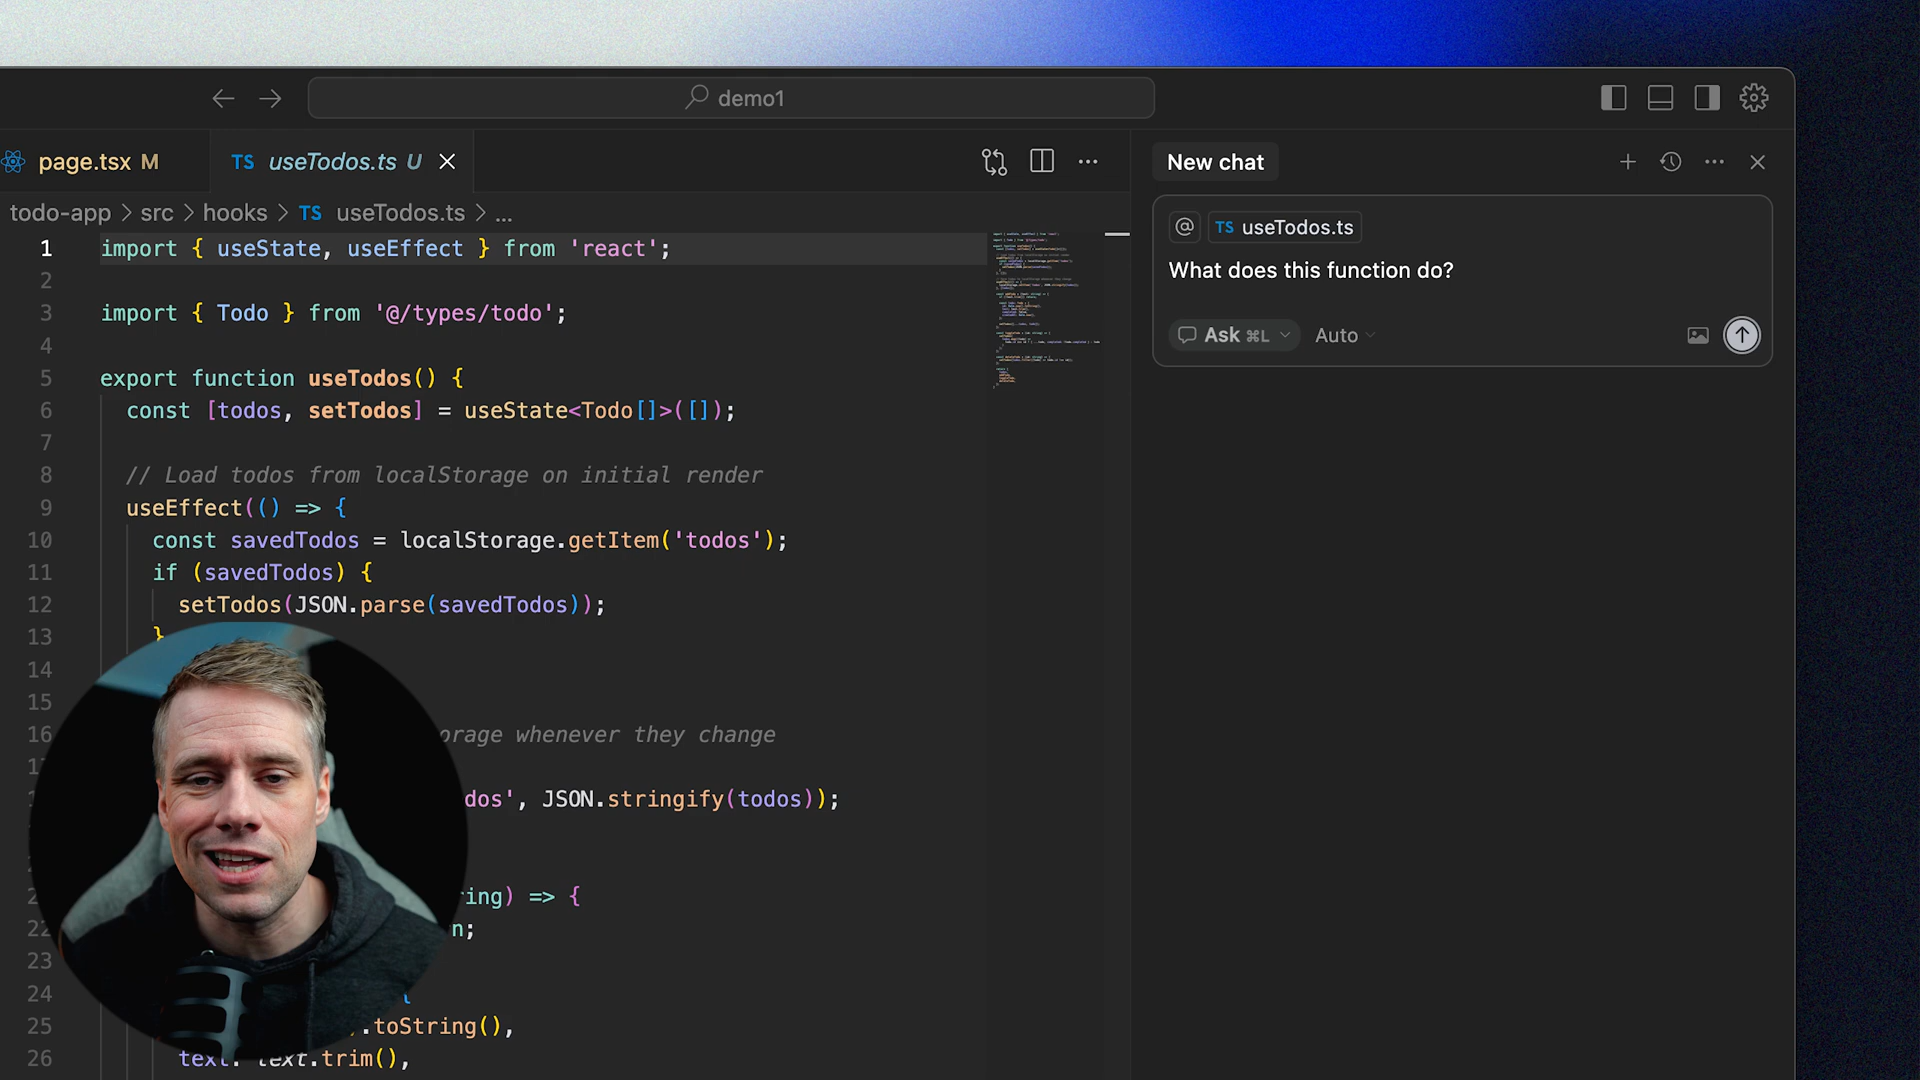 demo1
page.tsx M
TS useTodos.ts U
New chat
todo-app > src > hooks > TS useTodos.ts > ...
@ TS useTodos.ts
What does this function do?
Ask ⌘L Auto
1 import { useState, useEffect } from 'react';
2
3 import { Todo } from '@/types/todo';
4
5 export function useTodos() {
6 const [todos, setTodos] = useState<Todo[]>([]);
7
8 // Load todos from localStorage on initial render
9 useEffect(() => {
10 const savedTodos = localStorage.getItem('todos');
11 if (savedTodos) {
12 setTodos(JSON.parse(savedTodos));
13 }
14
15
16 orage whenever they change
dos', JSON.stringify(todos));
ing) => {
22 n;
23
24 {
25 .toString(),
26 text: text.trim(),